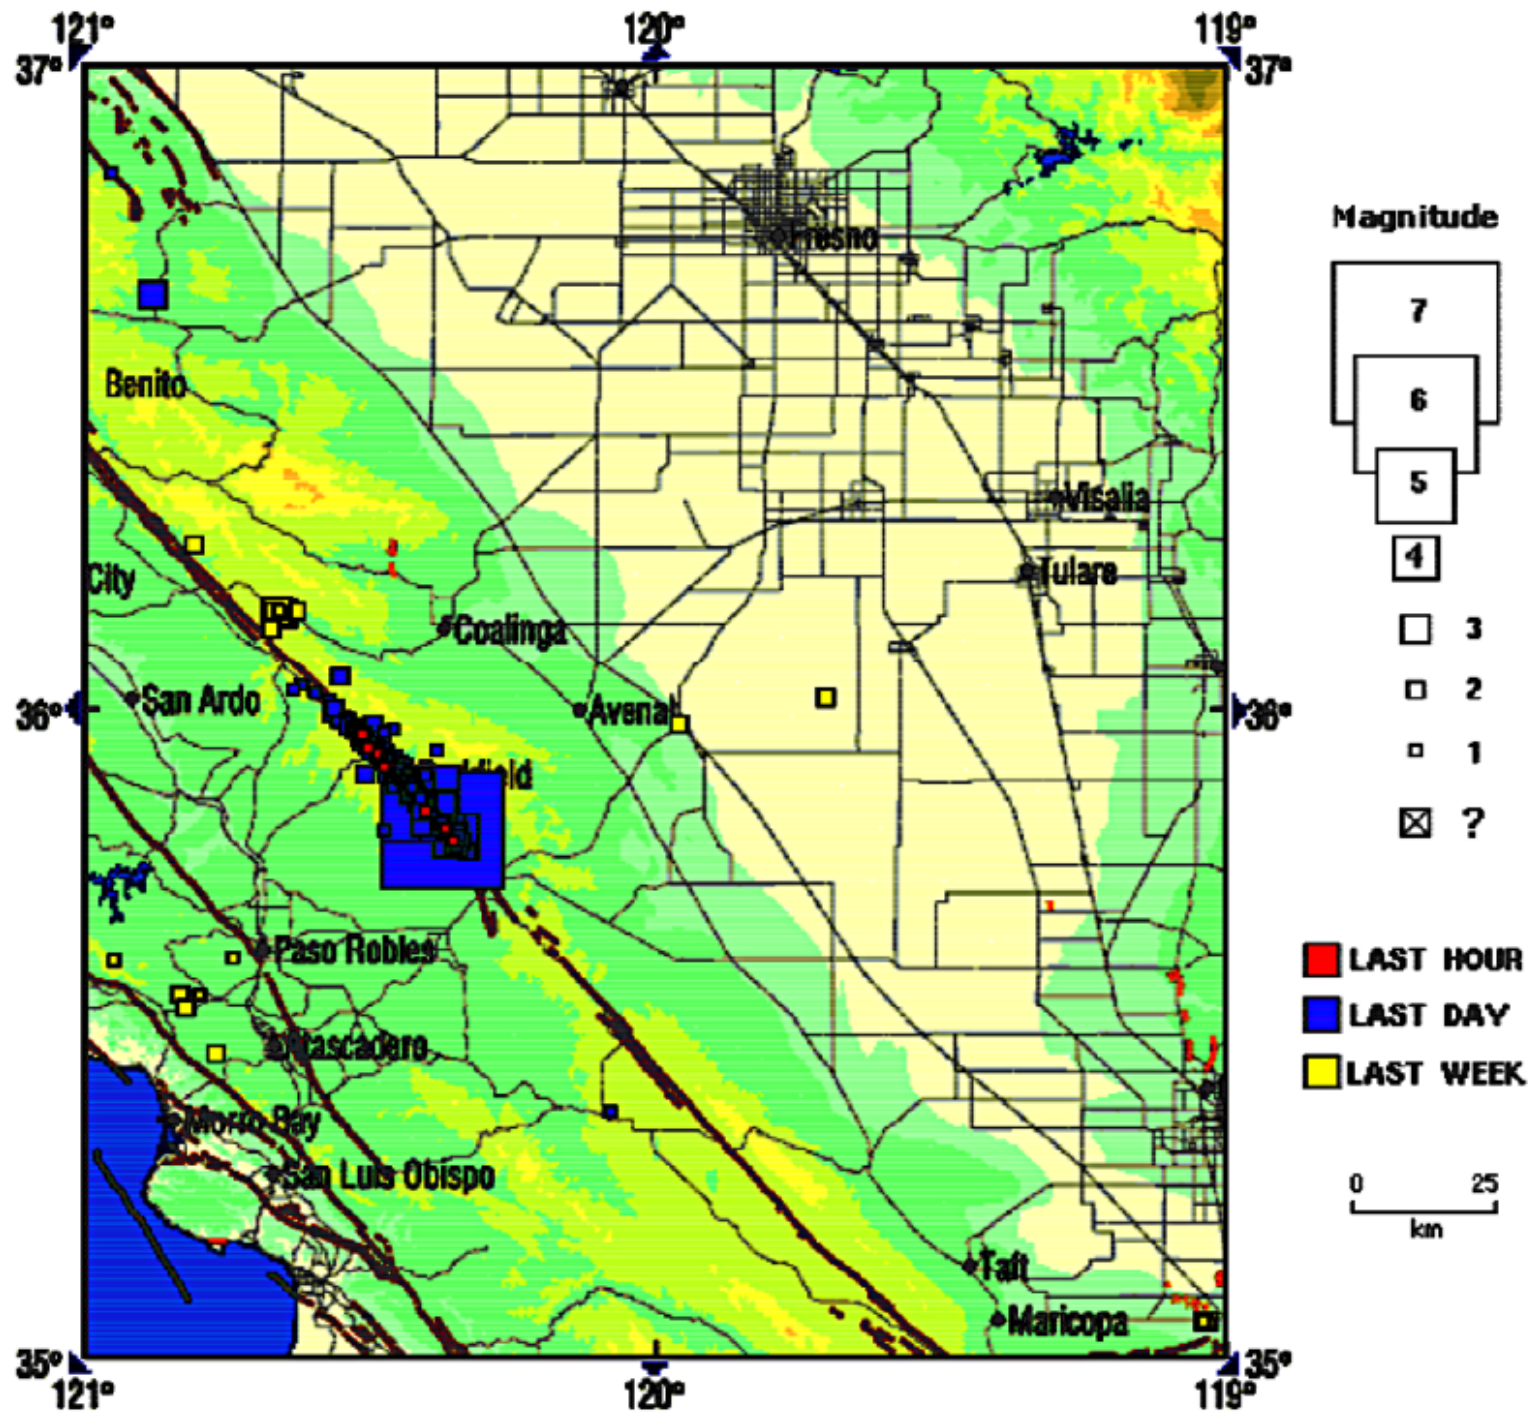 121° 120° 119°
37° 37°
Fresno
Magnitude
7
6
5
4
3
2
1
?
Benito
Visalia
City
Tulare
Coalinga
San Ardo
36° Avenal 36°
field
Paso Robles
Atascadero
Morro Bay
San Luis Obispo
LAST HOUR
LAST DAY
LAST WEEK
0 25
km
Taft
Maricopa
35° 35°
121° 120° 119°